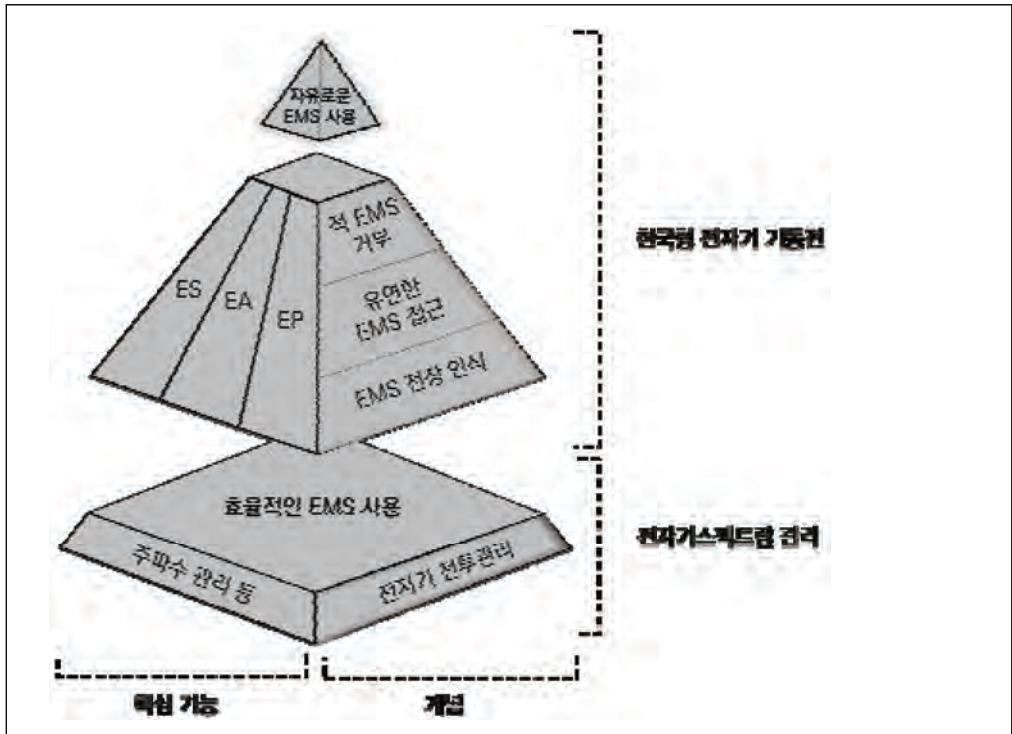 자유로운
EMS 사용
적 EMS
거부
ES
EA
EP
유연한
EMS 접근
EMS 전장 인식
한국형 전자기 기동전
효율적인 EMS 사용
주파수 관리 등
전자기 전투관리
전자기스펙트럼 관리
핵심 기능
개념